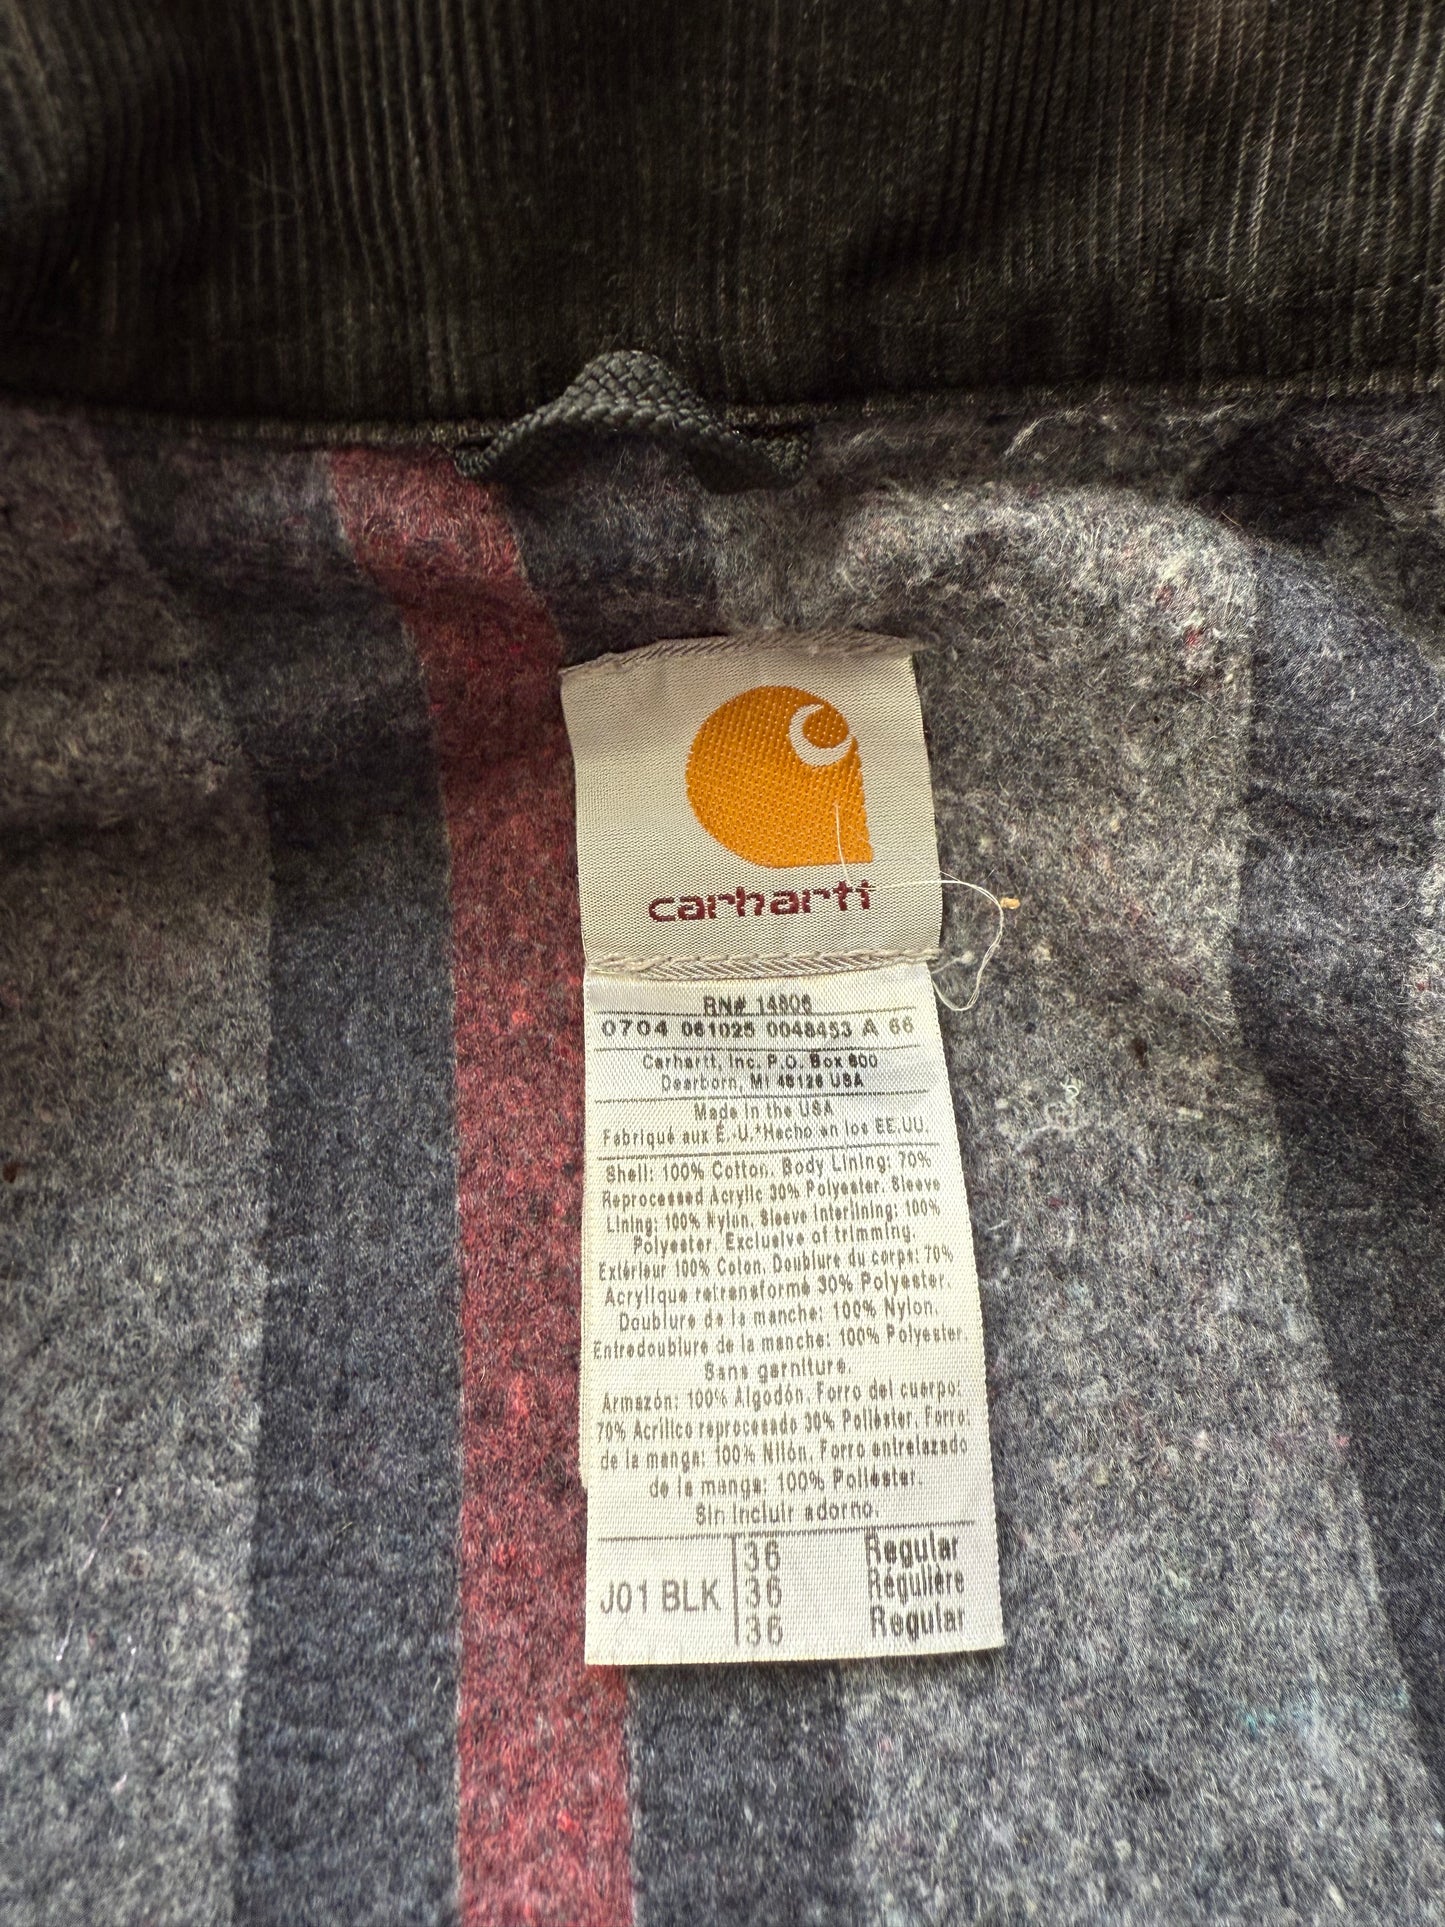 carhartt
RN# 14806
0704 061025 0048453 A 66
Carhartt, Inc. P.O. Box 600
Dearborn, MI 48126 USA
Made in the USA
Fabriqué aux É.-U.*Hecho en los EE.UU.
Shell: 100% Cotton. Body Lining: 70%
Reprocessed Acrylic 30% Polyester. Sleeve
Lining: 100% Nylon. Sleeve Interlining: 100%
Polyester. Exclusive of trimming.
Extérieur 100% Coton. Doublure du corps: 70%
Acrylique retransformé 30% Polyester.
Doublure de la manche: 100% Nylon.
Entredoublure de la manche: 100% Polyester.
Sans garniture.
Armazón: 100% Algodón. Forro del cuerpo:
70% Acrílico reprocesado 30% Poliéster. Forro:
de la manga: 100% Nilón. Forro entrelazado
de la manga: 100% Poliéster.
Sin incluir adorno.
J01 BLK
36 Regular
36 Régulière
36 Regular